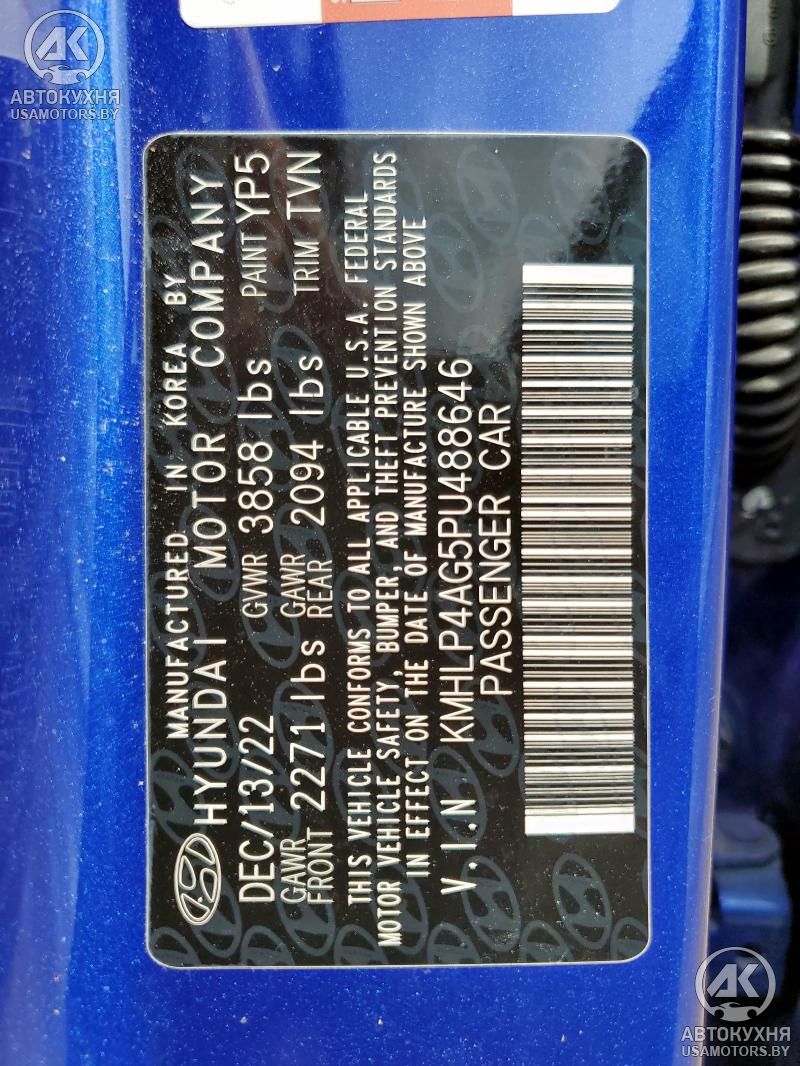 АК
АВТОКУХНЯ
USAMOTORS.BY
MANUFACTURED IN KOREA BY
HYUNDAI MOTOR COMPANY
DEC/13/22 GVWR 3858 lbs PAINT YP5
GAWR FRONT 2271 lbs GAWR REAR 2094 lbs TRIM TVN
THIS VEHICLE CONFORMS TO ALL APPLICABLE U.S.A. FEDERAL
MOTOR VEHICLE SAFETY, BUMPER, AND THEFT PREVENTION STANDARDS
IN EFFECT ON THE DATE OF MANUFACTURE SHOWN ABOVE
V.I.N KMHLP4AG5PU488646
PASSENGER CAR
АК
АВТОКУХНЯ
USAMOTORS.BY